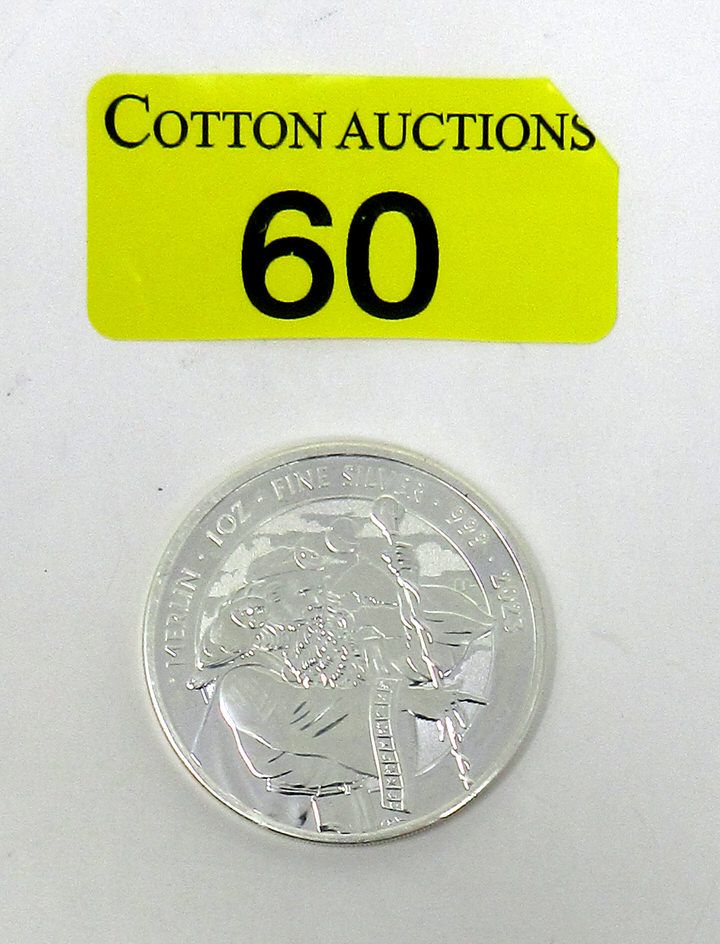 COTTON AUCTIONS
60
· MERLIN · 1OZ · FINE SILVER · 999 · 2023